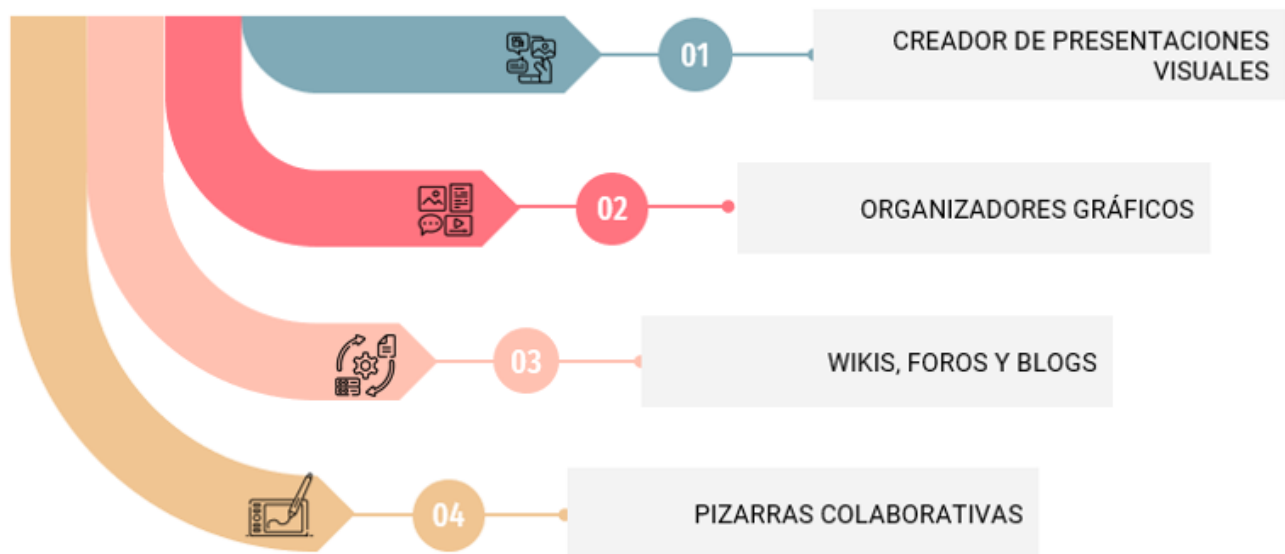 01
CREADOR DE PRESENTACIONES
VISUALES
02
ORGANIZADORES GRÁFICOS
03
WIKIS, FOROS Y BLOGS
04
PIZARRAS COLABORATIVAS